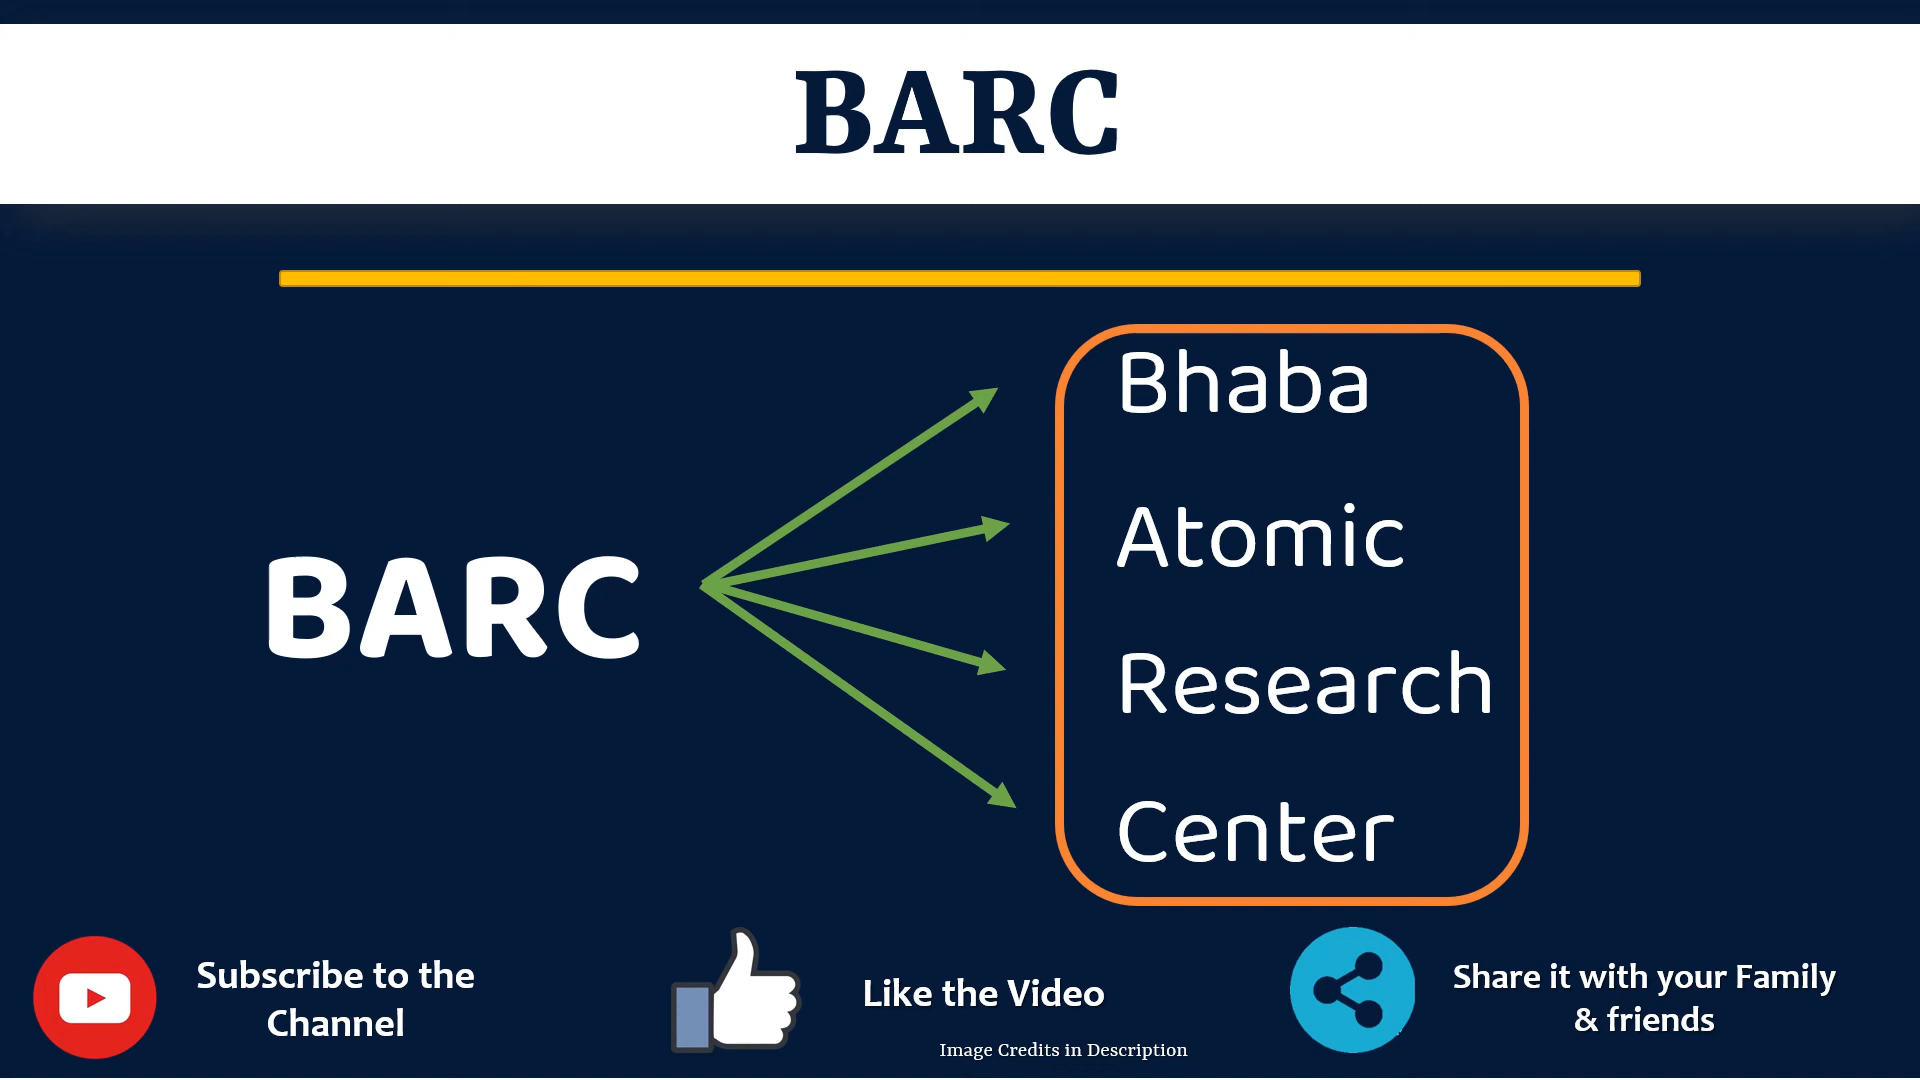 BARC
BARC
Bhaba
Atomic
Research
Center
Subscribe to the
Channel
Like the Video
Share it with your Family
& friends
Image Credits in Description